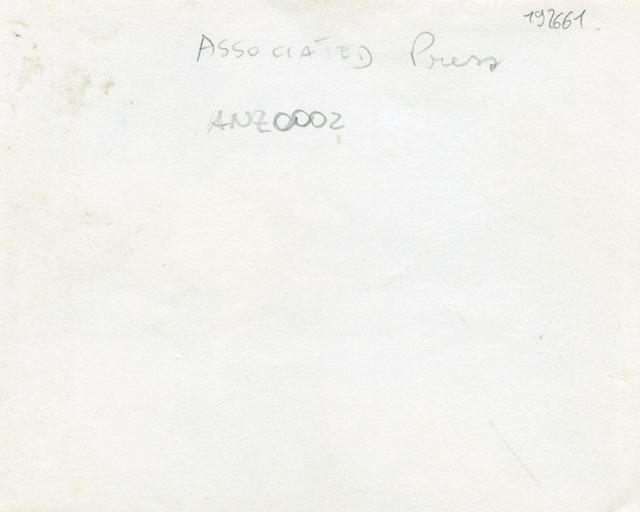 192661
ASSOCIATED Press
ANZ0002